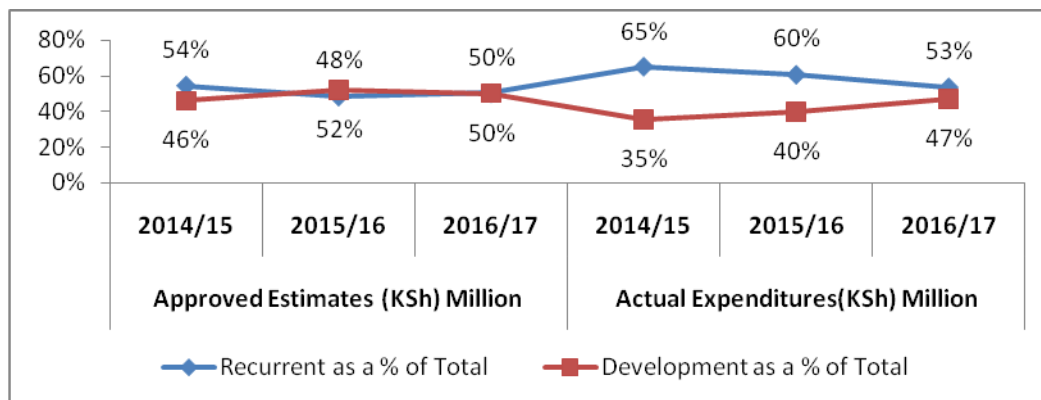 80%
60%
40%
20%
0%
54% 48% 50% 65% 60% 53%
46% 52% 50% 35% 40% 47%
2014/15 2015/16 2016/17 2014/15 2015/16 2016/17
Approved Estimates (KSh) Million Actual Expenditures(KSh) Million
Recurrent as a % of Total Development as a % of Total